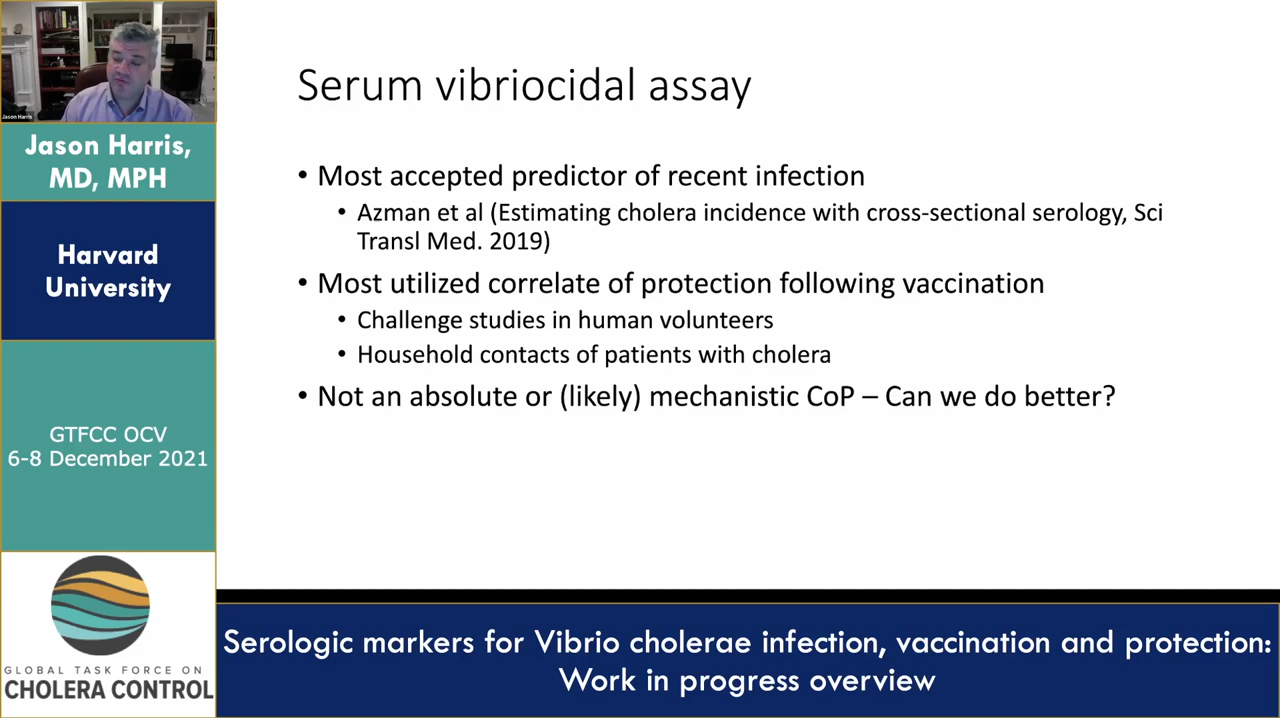 Jason Harris
Jason Harris,
MD, MPH
Harvard
University
GTFCC OCV
6-8 December 2021
GLOBAL TASK FORCE ON
CHOLERA CONTROL
Serum vibriocidal assay
• Most accepted predictor of recent infection
• Azman et al (Estimating cholera incidence with cross-sectional serology, Sci
Transl Med. 2019)
• Most utilized correlate of protection following vaccination
• Challenge studies in human volunteers
• Household contacts of patients with cholera
• Not an absolute or (likely) mechanistic CoP – Can we do better?
Serologic markers for Vibrio cholerae infection, vaccination and protection:
Work in progress overview